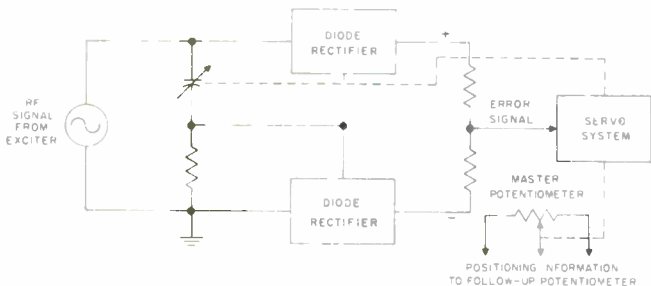 DIODE
RECTIFIER
+
RF
SIGNAL
FROM
EXCITER
ERROR
SIGNAL
SERVO
SYSTEM
MASTER
POTENTIOMETER
DIODE
RECTIFIER
−
POSITIONING INFORMATION
TO FOLLOW-UP POTENTIOMETER